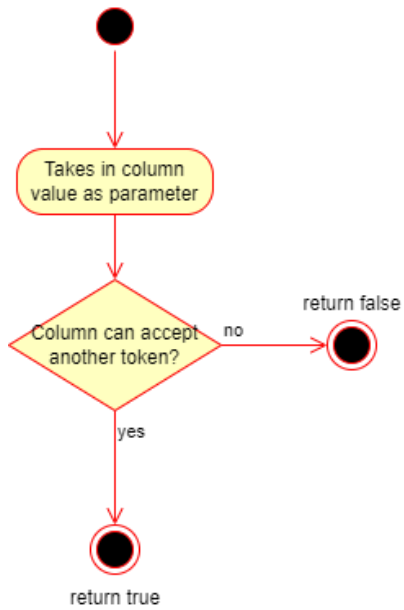 Takes in column
value as parameter
Column can accept
another token?
no
return false
yes
return true